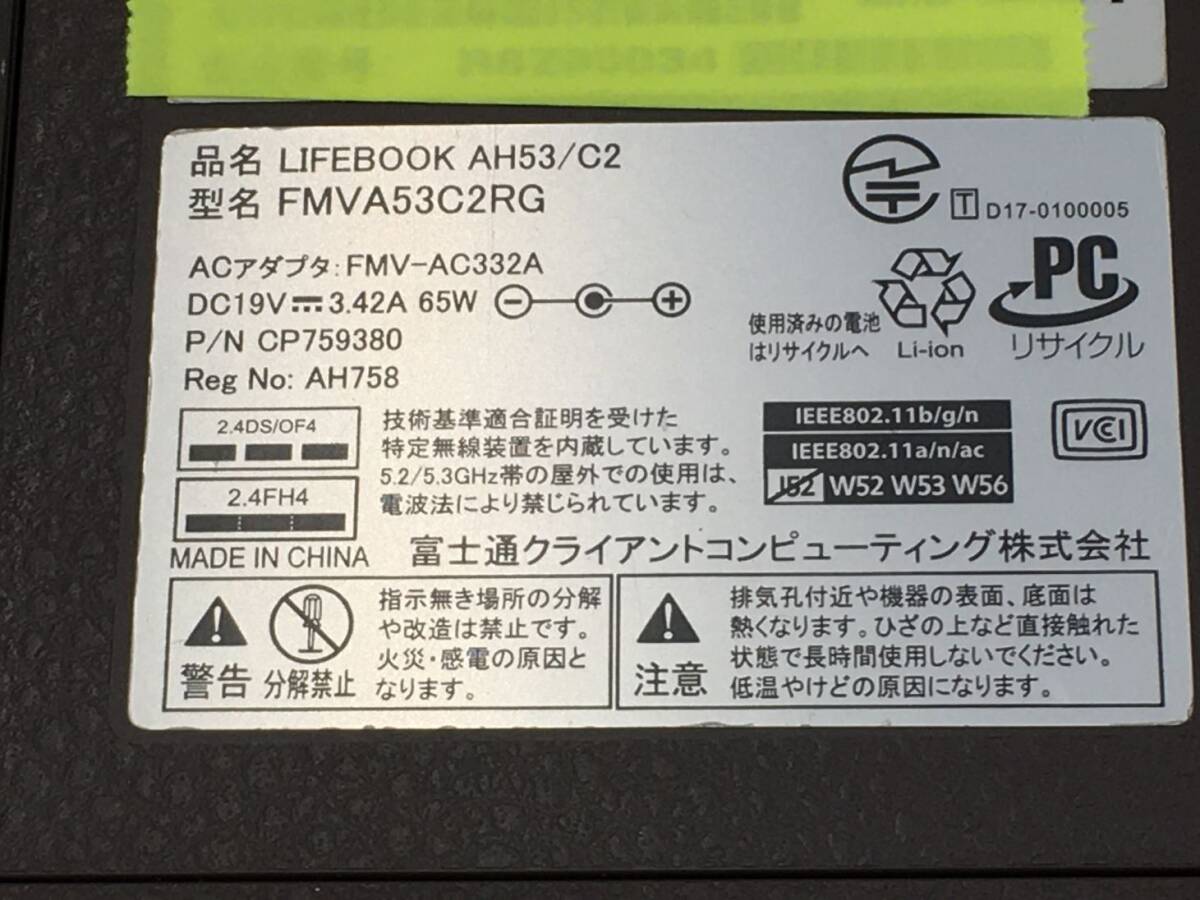 品名 LIFEBOOK AH53/C2
型名 FMVA53C2RG
T D17-0100005
ACアダプタ:FMV-AC332A
DC19V 3.42A 65W
P/N CP759380
Reg No: AH758
使用済みの電池
はリサイクルへ
Li-ion
PC
リサイクル
2.4DS/OF4
2.4FH4
技術基準適合証明を受けた
特定無線装置を内蔵しています。
5.2/5.3GHz帯の屋外での使用は、
電波法により禁じられています。
IEEE802.11b/g/n
IEEE802.11a/n/ac
J52 W52 W53 W56
VCCI
MADE IN CHINA
富士通クライアントコンピューティング株式会社
警告
分解禁止
指示無き場所の分解
や改造は禁止です。
火災・感電の原因と
なります。
注意
排気孔付近や機器の表面、底面は
熱くなります。ひざの上など直接触れた
状態で長時間使用しないでください。
低温やけどの原因になります。